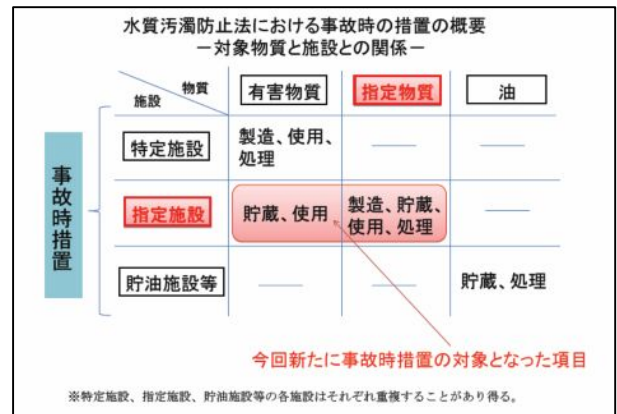 水質汚濁防止法における事故時の措置の概要
－対象物質と施設との関係－
物質
施設
有害物質
指定物質
油
事故時措置
特定施設
製造、使用、
処理
指定施設
貯蔵、使用
製造、貯蔵、
使用、処理
貯油施設等
貯蔵、処理
今回新たに事故時措置の対象となった項目
※特定施設、指定施設、貯油施設等の各施設はそれぞれ重複することがあり得る。